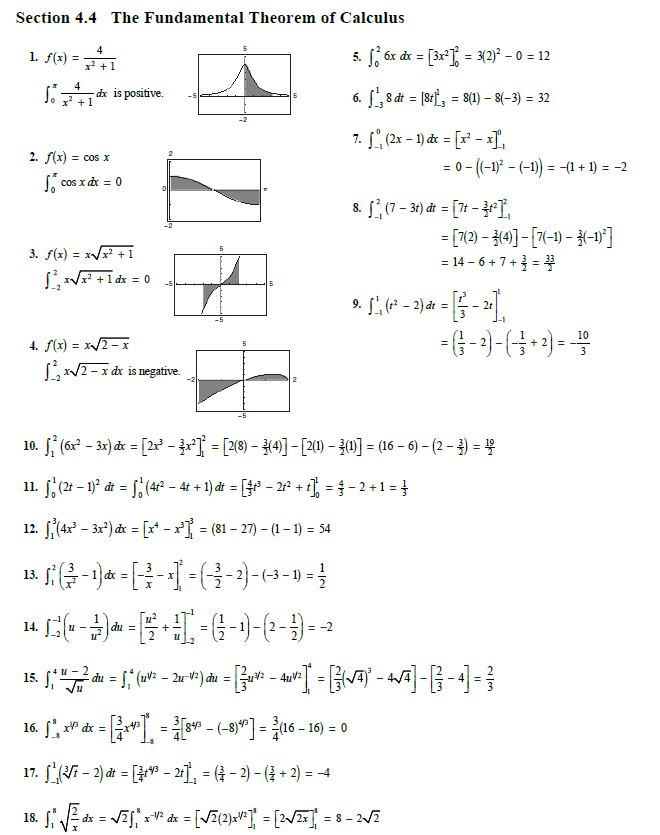 Section 5.4 The Fundamental Theorem of Calculus
1. f(x) = 4/(x² + 1)
∫₀^π 4/(x² + 1) dx is positive.
5
-5
5
-2
2. f(x) = cos x
∫₀^π cos x dx = 0
2
0
π
-2
3. f(x) = x√(x² + 1)
∫₋₂² x√(x² + 1) dx = 0
5
-5
5
-5
4. f(x) = x√(2 – x)
∫₋₂² x√(2 – x) dx is negative.
5
-2
2
-5
5. ∫₀² 6x dx = [3x²]₀² = 3(2)² – 0 = 12
6. ∫₋₃¹ 8 dt = [8t]₋₃¹ = 8(1) – 8(–3) = 32
7. ∫₋₁⁰ (2x – 1) dx = [x² – x]₋₁⁰
= 0 – ((–1)² – (–1)) = –(1 + 1) = –2
8. ∫₋₁² (7 – 3t) dt = [7t – (3/2)t²]₋₁²
= [7(2) – (3/2)(4)] – [7(–1) – (3/2)(–1)²]
= 14 – 6 + 7 + 3/2 = 33/2
9. ∫₋₁¹ (t² – 2) dt = [t³/3 – 2t]₋₁¹
= (1/3 – 2) – (–1/3 + 2) = –10/3
10. ∫₁² (6x² – 3x) dx = [2x³ – (3/2)x²]₁² = [2(8) – (3/2)(4)] – [2(1) – (3/2)(1)] = (16 – 6) – (2 – 3/2) = 19/2
11. ∫₀¹ (2t – 1)² dt = ∫₀¹ (4t² – 4t + 1) dt = [(4/3)t³ – 2t² + t]₀¹ = 4/3 – 2 + 1 = 1/3
12. ∫₁³ (4x³ – 3x²) dx = [x⁴ – x³]₁³ = (81 – 27) – (1 – 1) = 54
13. ∫₁² (3/x² – 1) dx = [–3/x – x]₁² = (–3/2 – 2) – (–3 – 1) = 1/2
14. ∫₋₂⁻¹ (u – 1/u²) du = [u²/2 + 1/u]₋₂⁻¹ = (1/2 – 1) – (2 – 1/2) = –2
15. ∫₁⁴ (u – 2)/√u du = ∫₁⁴ (u^(1/2) – 2u^(-1/2)) du = [(2/3)u^(3/2) – 4u^(1/2)]₁⁴ = [(2/3)(√4)³ – 4√4] – [2/3 – 4] = 2/3
16. ∫₋₈⁸ x^(1/3) dx = [(3/4)x^(4/3)]₋₈⁸ = (3/4)[8^(4/3) – (–8)^(4/3)] = (3/4)(16 – 16) = 0
17. ∫₋₁¹ (∛t – 2) dt = [(3/4)t^(4/3) – 2t]₋₁¹ = (3/4 – 2) – (3/4 + 2) = –4
18. ∫₁⁸ √(2/x) dx = √2 ∫₁⁸ x^(-1/2) dx = [√2(2)x^(1/2)]₁⁸ = [2√(2x)]₁⁸ = 8 – 2√2